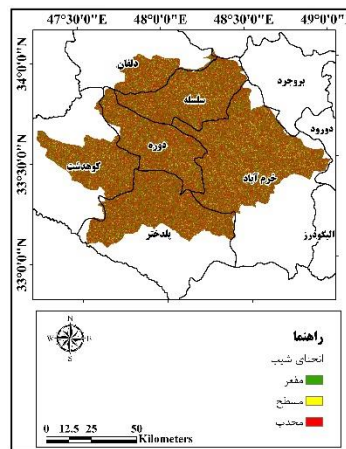 47°30'0"E 48°0'0"E 48°30'0"E 49°0'0"E
34°0'0"N
33°30'0"N
33°0'0"N
دلفان
بروجرد
سلسله
دورود
دوره
کوهدشت
خرم آباد
الیگودرز
پلدختر
N
W E
S
راهنما
انحنای شیب
مقعر
مسطح
محدب
0 12.5 25 50
Kilometers